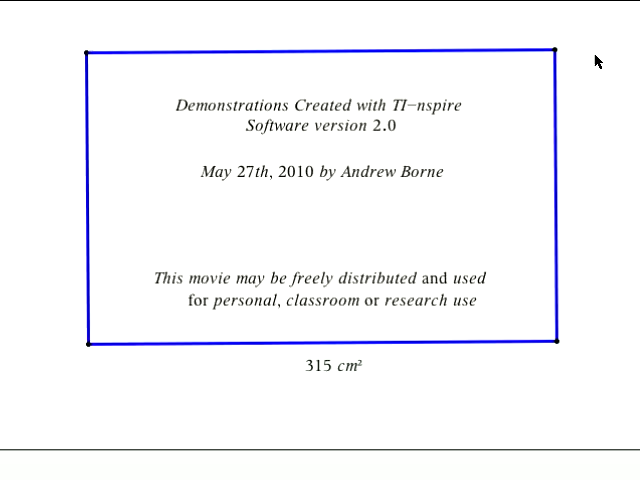 Demonstrations Created with TI−nspire
Software version 2.0
May 27th, 2010 by Andrew Borne
This movie may be freely distributed and used
for personal, classroom or research use
315 cm²